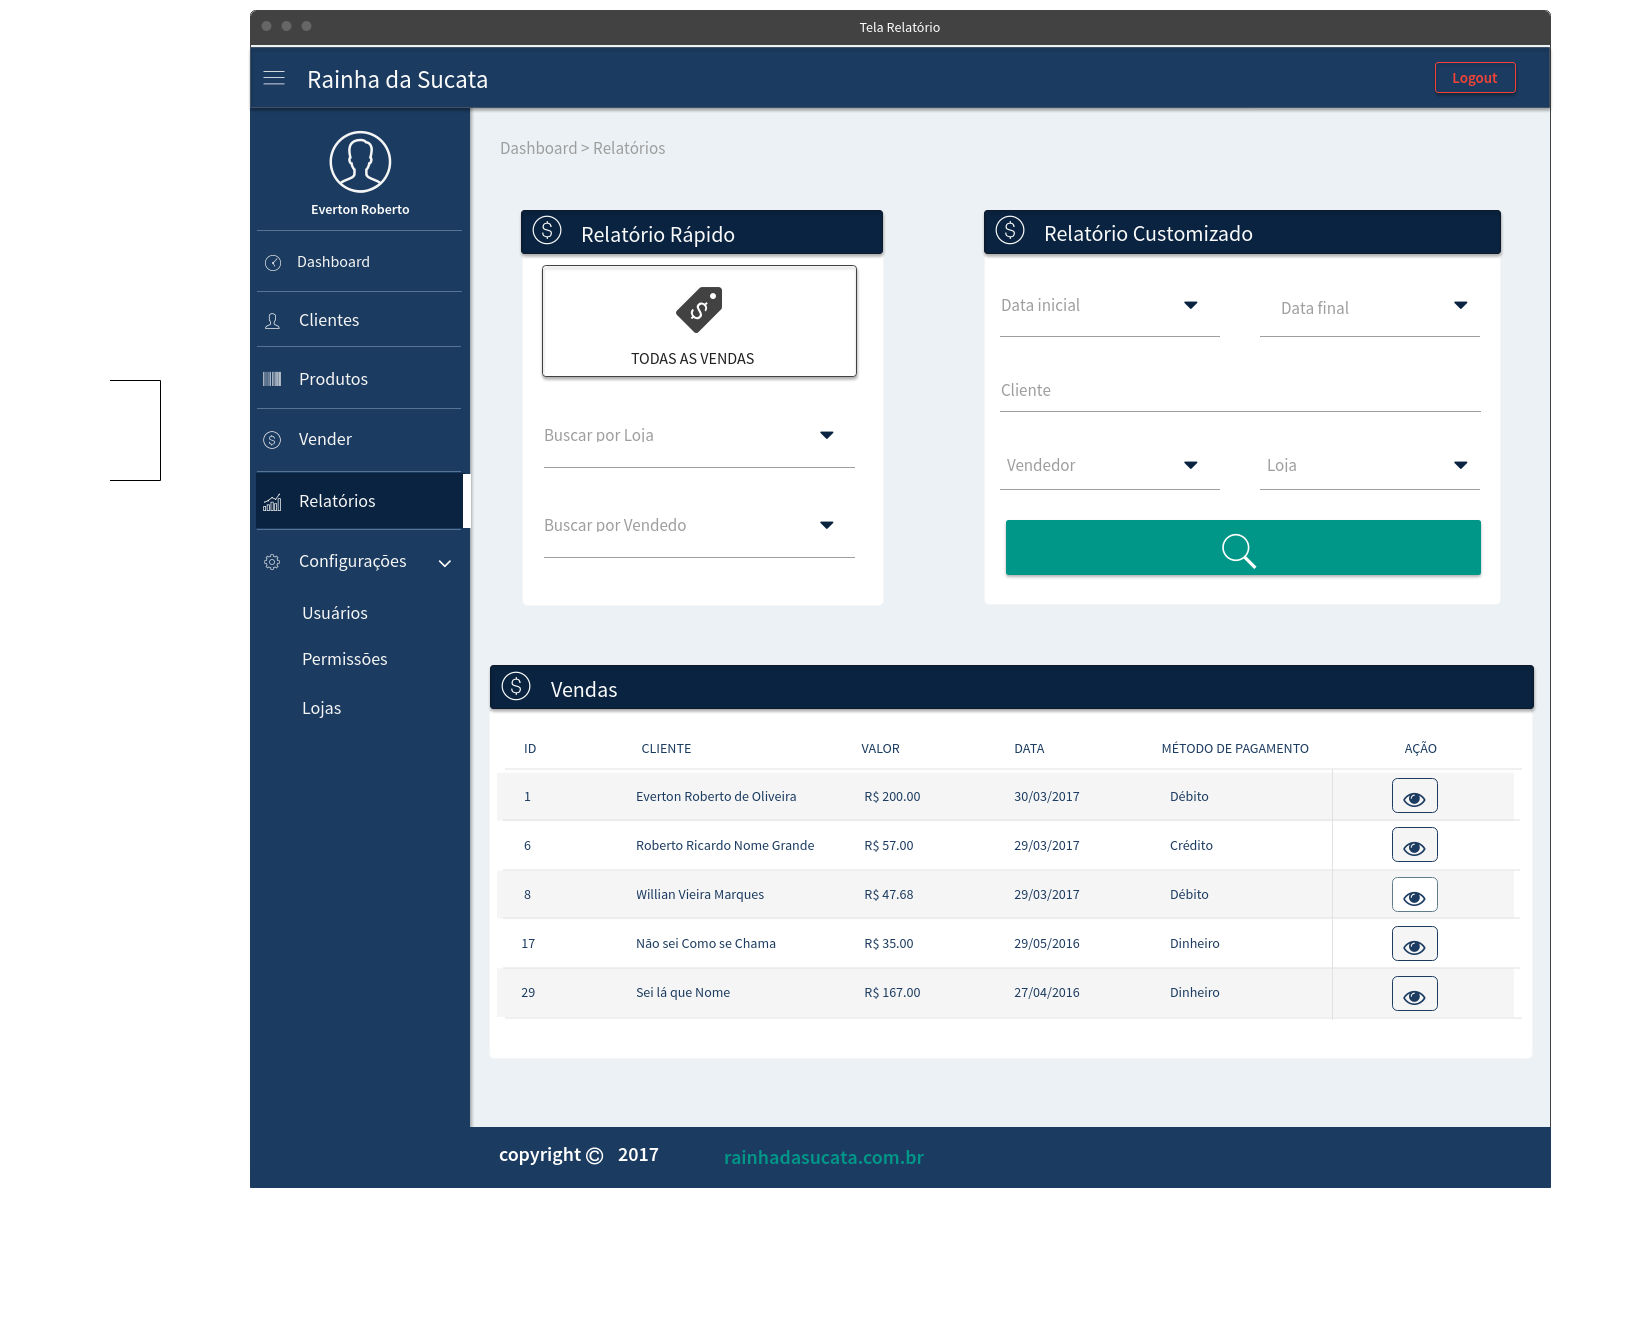 Tela Relatório
Rainha da Sucata
Logout
Everton Roberto
Dashboard
Clientes
Produtos
Vender
Relatórios
Configurações
Usuários
Permissões
Lojas
Dashboard > Relatórios
Relatório Rápido
TODAS AS VENDAS
Buscar por Loja
Buscar por Vendedo
Relatório Customizado
Data inicial
Data final
Cliente
Vendedor
Loja
Vendas
ID CLIENTE VALOR DATA MÉTODO DE PAGAMENTO AÇÃO
1 Everton Roberto de Oliveira R$ 200.00 30/03/2017 Débito
6 Roberto Ricardo Nome Grande R$ 57.00 29/03/2017 Crédito
8 Willian Vieira Marques R$ 47.68 29/03/2017 Débito
17 Não sei Como se Chama R$ 35.00 29/05/2016 Dinheiro
29 Sei lá que Nome R$ 167.00 27/04/2016 Dinheiro
copyright © 2017 rainhadasucata.com.br